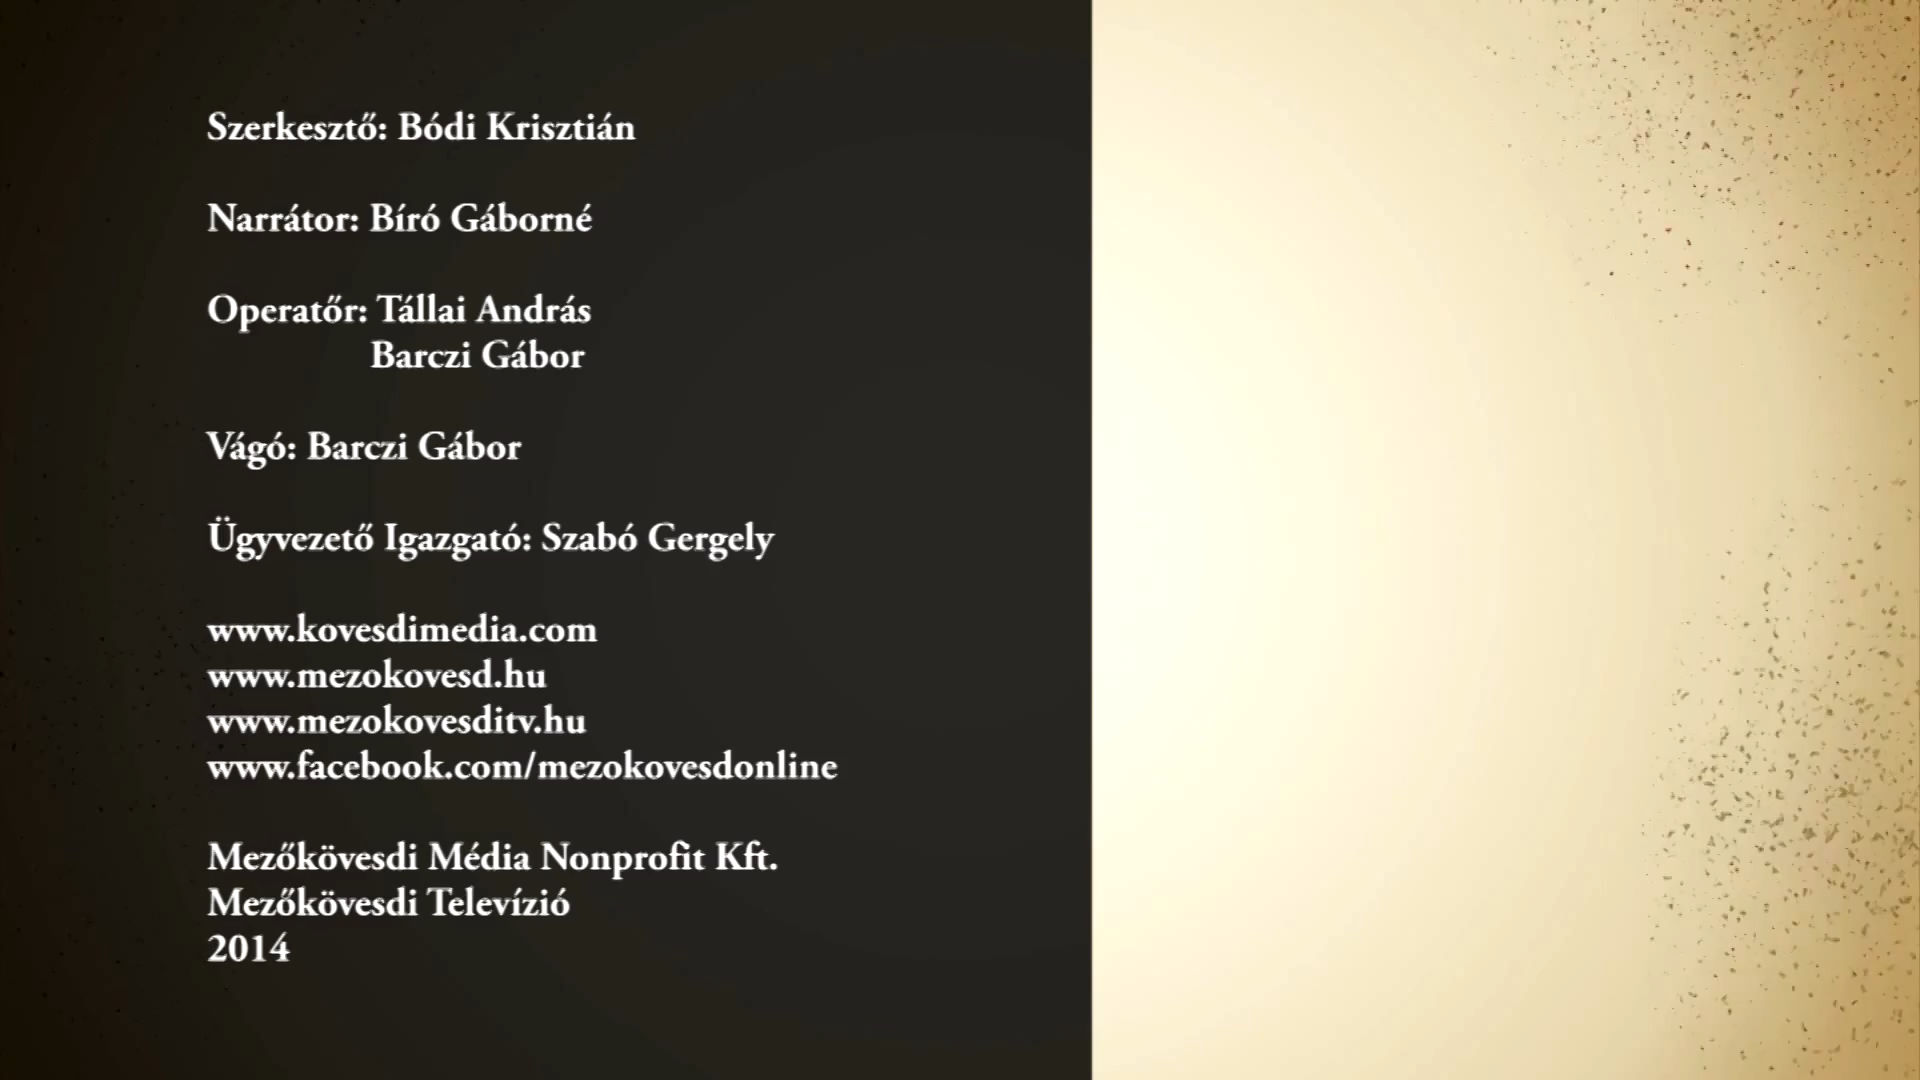 Szerkesztő: Bódi Krisztián
Narrátor: Bíró Gáborné
Operatőr: Tállai András
Barczi Gábor
Vágó: Barczi Gábor
Ügyvezető Igazgató: Szabó Gergely
www.kovesdimedia.com
www.mezokovesd.hu
www.mezokovesditv.hu
www.facebook.com/mezokovesdonline
Mezőkövesdi Média Nonprofit Kft.
Mezőkövesdi Televízió
2014